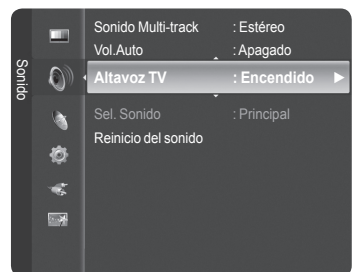 Sonido
Sonido Multi-track : Estéreo
Vol.Auto : Apagado
Altavoz TV : Encendido
Sel. Sonido : Principal
Reinicio del sonido